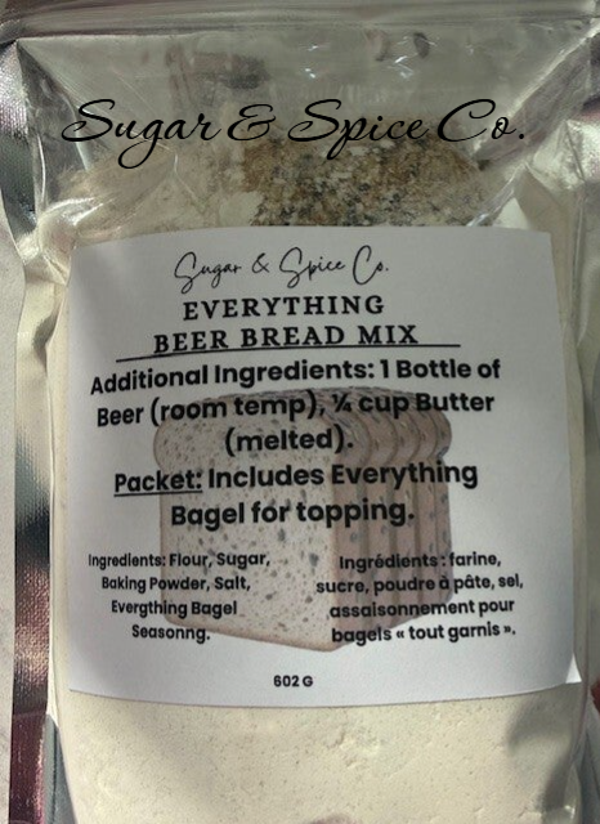 Sugar & Spice Co.
Sugar & Spice Co.
EVERYTHING
BEER BREAD MIX
Additional Ingredients: 1 Bottle of
Beer (room temp), ¼ cup Butter
(melted).
Packet: Includes Everything
Bagel for topping.
Ingredients: Flour, Sugar,
Baking Powder, Salt,
Evergthing Bagel
Seasonng.
Ingrédients : farine,
sucre, poudre à pâte, sel,
assaisonnement pour
bagels « tout garnis ».
602 G